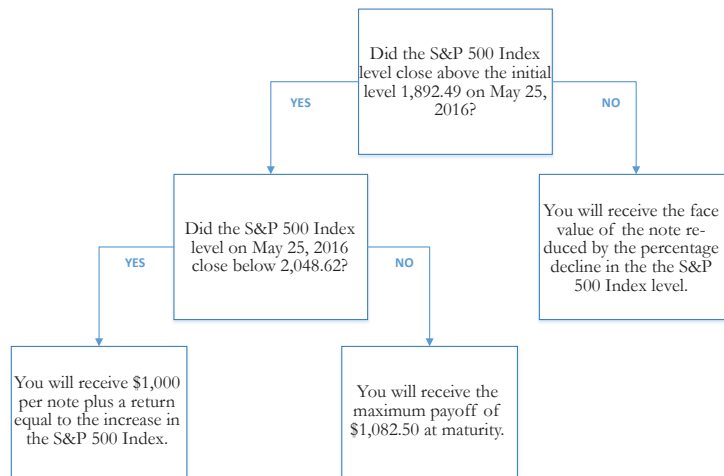 Did the S&P 500 Index
level close above the initial
level 1,892.49 on May 25,
2016?
YES
NO
Did the S&P 500 Index
level on May 25, 2016
close below 2,048.62?
You will receive the face
value of the note re-
duced by the percentage
decline in the the S&P
500 Index level.
YES
NO
You will receive $1,000
per note plus a return
equal to the increase in
the S&P 500 Index.
You will receive the
maximum payoff of
$1,082.50 at maturity.